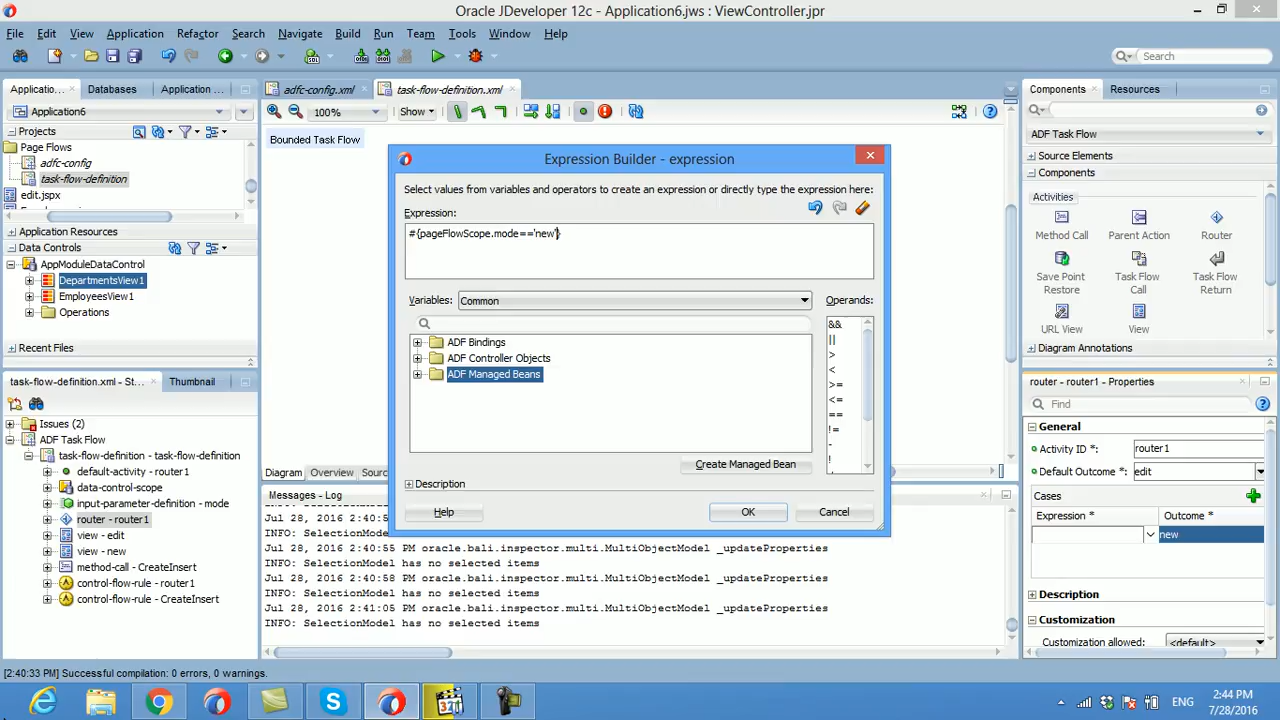 Oracle JDeveloper 12c - Application6.jws : ViewController.jpr
File Edit View Application Refactor Search Navigate Build Run Team Tools Window Help
Search
Applicatio... Databases Application ...
Application6
Projects
Page Flows
adfc-config
task-flow-definition
edit.jspx
Application Resources
Data Controls
AppModuleDataControl
DepartmentsView1
EmployeesView1
Operations
Recent Files
task-flow-definition.xml - St... Thumbnail
Issues (2)
ADF Task Flow
task-flow-definition - task-flow-definition
default-activity - router1
data-control-scope
input-parameter-definition - mode
router - router1
view - edit
view - new
method-call - CreateInsert
control-flow-rule - router1
control-flow-rule - CreateInsert
adfc-config.xml task-flow-definition.xml
100% Show
Bounded Task Flow
Expression Builder - expression
Select values from variables and operators to create an expression or directly type the expression here:
Expression:
#{pageFlowScope.mode=='new'}
Variables: Common Operands:
ADF Bindings
ADF Controller Objects
ADF Managed Beans
&&
||
>
<
>=
<=
==
!=
-
!
Create Managed Bean
Description
Help OK Cancel
Diagram Overview Sourc
Messages - Log
Jul 28, 2016 2:40:5
INFO: SelectionMode
Jul 28, 2016 2:40:55 PM oracle.bali.inspector.multi.MultiObjectModel _updateProperties
INFO: SelectionModel has no selected items
Jul 28, 2016 2:40:58 PM oracle.bali.inspector.multi.MultiObjectModel _updateProperties
INFO: SelectionModel has no selected items
Jul 28, 2016 2:41:05 PM oracle.bali.inspector.multi.MultiObjectModel _updateProperties
INFO: SelectionModel has no selected items
Components Resources
ADF Task Flow
Source Elements
Components
Activities
Method Call Parent Action Router
Save Point Restore Task Flow Call Task Flow Return
URL View View
Diagram Annotations
router - router1 - Properties
Find
General
Activity ID *: router1
Default Outcome *: edit
Cases
Expression * Outcome *
new
Description
Customization
Customization allowed: <default>
[2:40:33 PM] Successful compilation: 0 errors, 0 warnings.
ENG
2:44 PM
7/28/2016